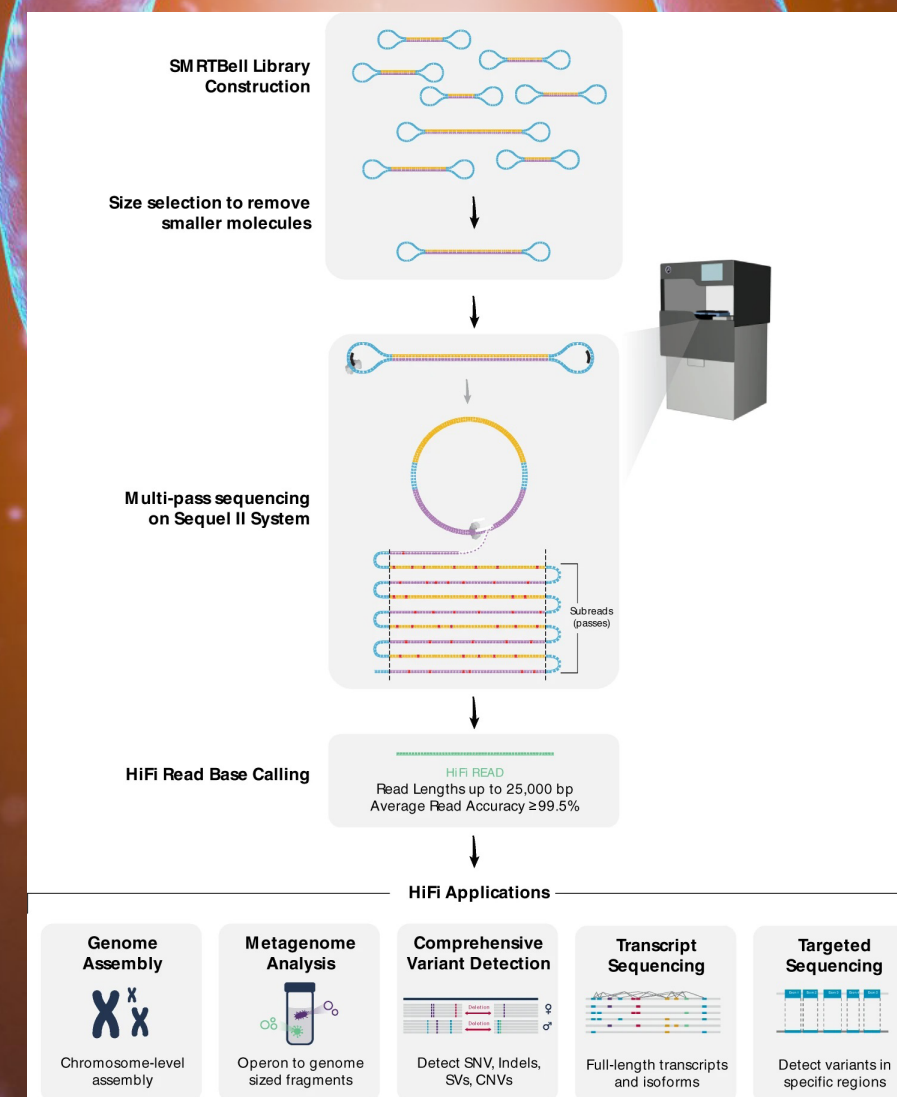 SMRTBell Library
Construction
Size selection to remove
smaller molecules
Multi-pass sequencing
on Sequel II System
Subreads
(passes)
HiFi Read Base Calling
HiFi READ
Read Lengths up to 25,000 bp
Average Read Accuracy ≥99.5%
HiFi Applications
Genome
Assembly
Chromosome-level
assembly
Metagenome
Analysis
Operon to genome
sized fragments
Comprehensive
Variant Detection
Deletion
♀
Deletion
♂
Detect SNV, Indels,
SVs, CNVs
Transcript
Sequencing
Full-length transcripts
and isoforms
Targeted
Sequencing
Detect variants in
specific regions